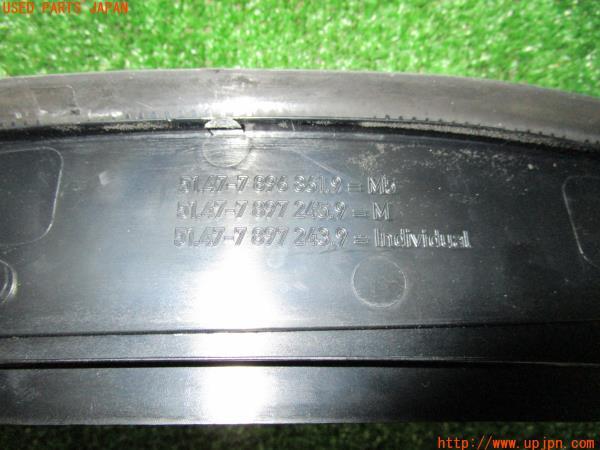 USED PARTS JAPAN
51.47-7 896 351.9 = M5
51.47-7 897 245.9 = M
51.47-7 897 243.9 = Individual
http://www.upjpn.com